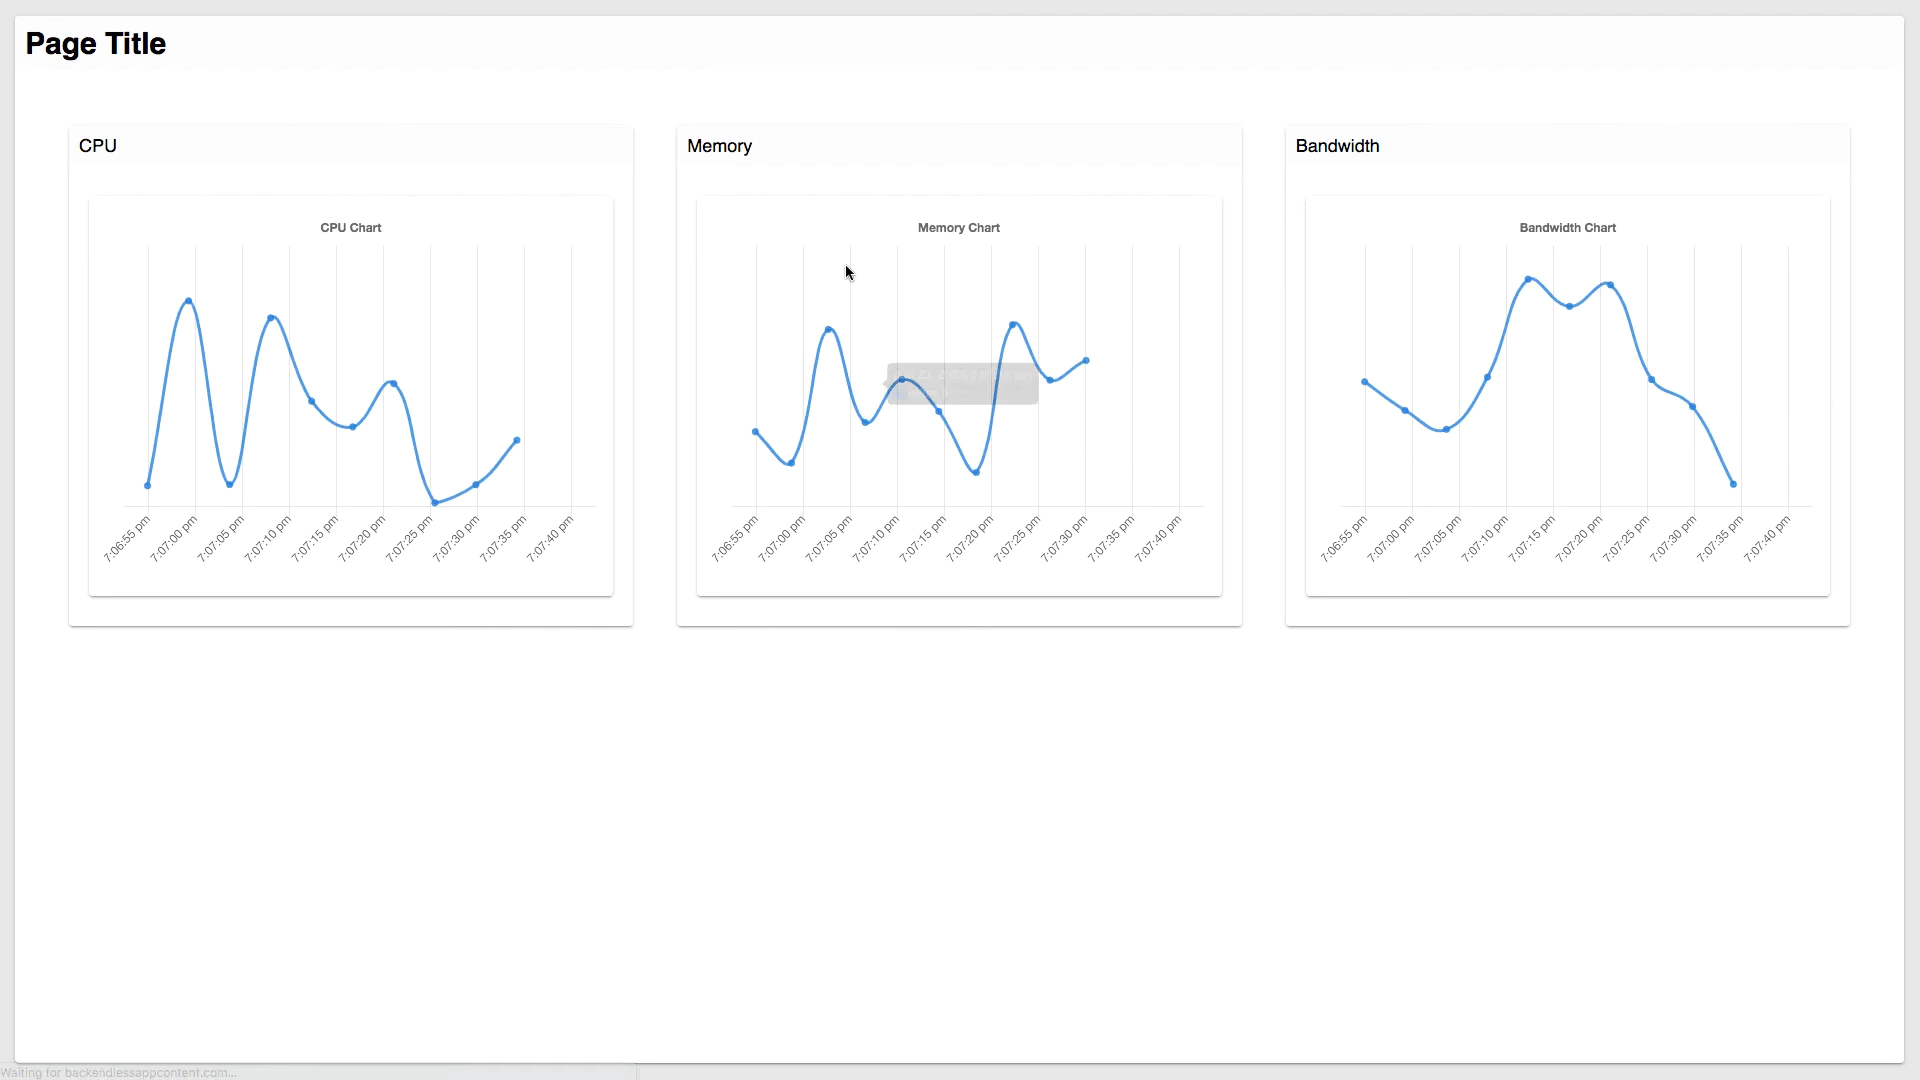 Page Title
CPU
Memory
Bandwidth
CPU Chart
7:06:55 pm
7:07:00 pm
7:07:05 pm
7:07:10 pm
7:07:15 pm
7:07:20 pm
7:07:25 pm
7:07:30 pm
7:07:35 pm
7:07:40 pm
Memory Chart
7:06:55 pm
7:07:00 pm
7:07:05 pm
7:07:10 pm
7:07:15 pm
7:07:20 pm
7:07:25 pm
7:07:30 pm
7:07:35 pm
7:07:40 pm
Bandwidth Chart
7:06:55 pm
7:07:00 pm
7:07:05 pm
7:07:10 pm
7:07:15 pm
7:07:20 pm
7:07:25 pm
7:07:30 pm
7:07:35 pm
7:07:40 pm
Waiting for backendlessappcontent.com...